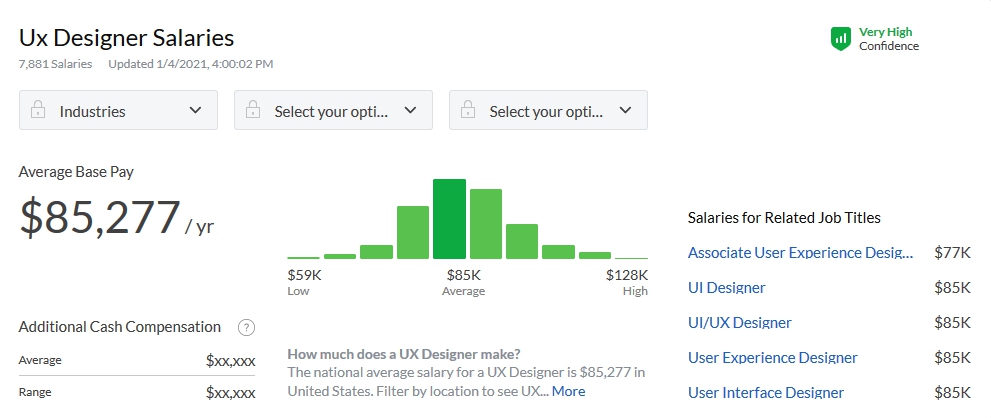 Ux Designer Salaries
7,881 Salaries Updated 1/4/2021, 4:00:02 PM
Very High
Confidence
Industries
Select your opti...
Select your opti...
Average Base Pay
$85,277 / yr
$59K
Low
$85K
Average
$128K
High
Additional Cash Compensation ?
Average $xx,xxx
Range $xx,xxx
How much does a UX Designer make?
The national average salary for a UX Designer is $85,277 in
United States. Filter by location to see UX... More
Salaries for Related Job Titles
Associate User Experience Desig... $77K
UI Designer $85K
UI/UX Designer $85K
User Experience Designer $85K
User Interface Designer $85K